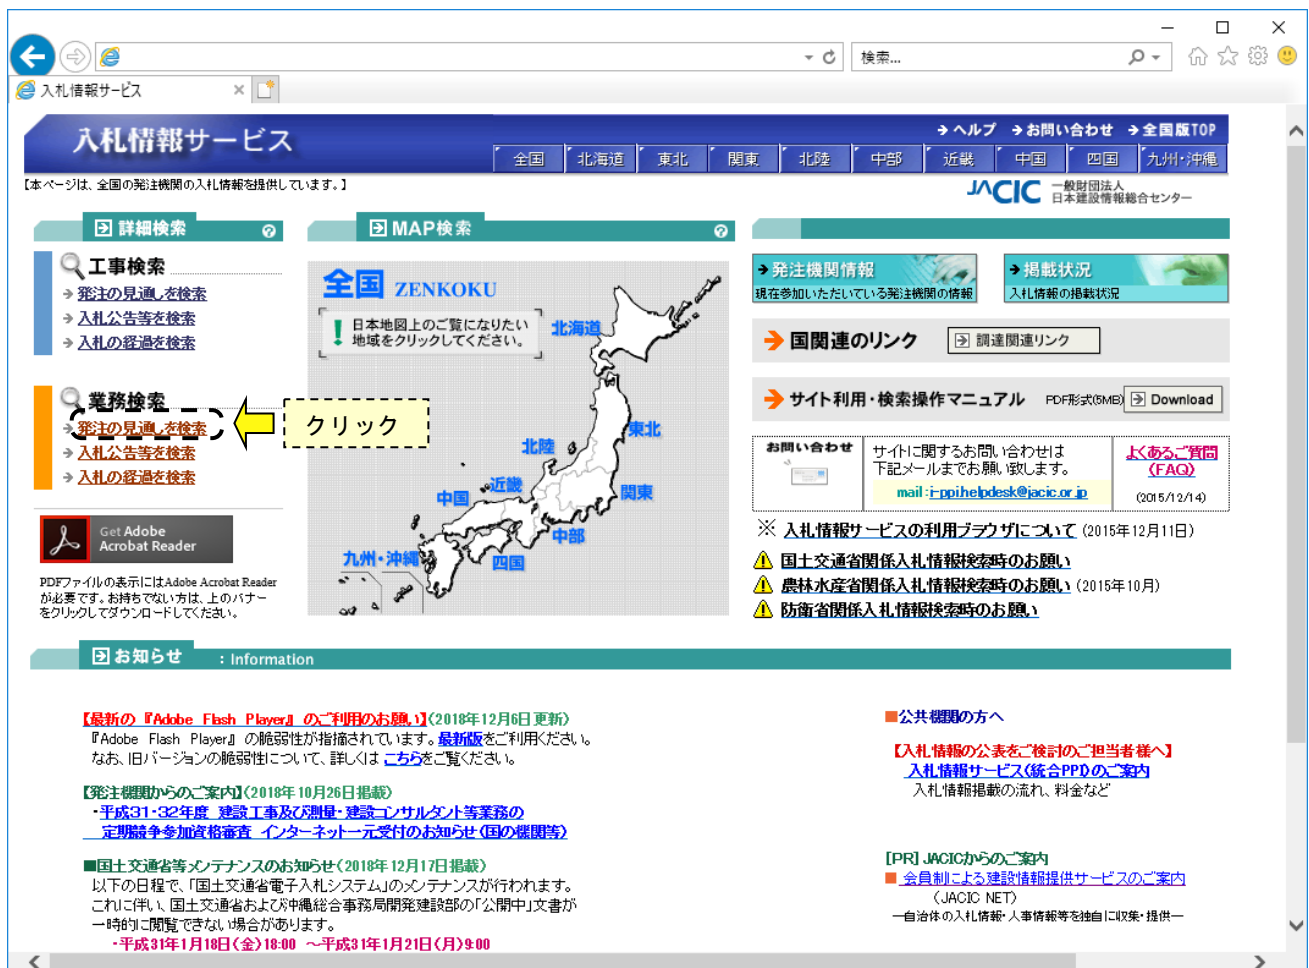 検索...
入札情報サービス
入札情報サービス
ヘルプ お問い合わせ 全国版TOP
全国 北海道 東北 関東 北陸 中部 近畿 中国 四国 九州・沖縄
【本ページは、全国の発注機関の入札情報を提供しています。】
JACIC 一般財団法人
日本建設情報総合センター
詳細検索
工事検索
発注の見通しを検索
入札公告等を検索
入札の経過を検索
業務検索
発注の見通しを検索
入札公告等を検索
入札の経過を検索
クリック
Get Adobe
Acrobat Reader
PDFファイルの表示にはAdobe Acrobat Reader
が必要です。お持ちでない方は、上のバナー
をクリックしてダウンロードしてください。
MAP検索
全国 ZENKOKU
! 日本地図上のご覧になりたい
地域をクリックしてください。
北海道
東北
北陸
関東
近畿
中国
中部
九州・沖縄
四国
発注機関情報
現在参加いただいている発注機関の情報
掲載状況
入札情報の掲載状況
国関連のリンク 調達関連リンク
サイト利用・検索操作マニュアル PDF形式(5MB) Download
お問い合わせ
サイトに関するお問い合わせは
下記メールまでお願い致します。
mail:i-ppi.helpdesk@jacic.or.jp
よくあるご質問
(FAQ)
(2015/12/14)
※ 入札情報サービスの利用ブラウザについて (2015年12月11日)
国土交通省関係入札情報検索時のお願い
農林水産省関係入札情報検索時のお願い (2015年10月)
防衛省関係入札情報検索時のお願い
お知らせ : Information
【最新の『Adobe Flash Player』のご利用のお願い】(2018年12月6日更新)
『Adobe Flash Player』の脆弱性が指摘されています。最新版をご利用ください。
なお、旧バージョンの脆弱性について、詳しくは こちらをご覧ください。
【発注機関からのご案内】(2018年10月26日掲載)
・平成31・32年度 建設工事及び測量・建設コンサルタント等業務の
定期競争参加資格審査 インターネット一元受付のお知らせ(国の機関等)
■国土交通省等メンテナンスのお知らせ(2018年12月17日掲載)
以下の日程で、「国土交通省電子入札システム」のメンテナンスが行われます。
これに伴い、国土交通省および沖縄総合事務局開発建設部の「公開中」文書が
一時的に閲覧できない場合があります。
・平成31年1月18日(金)18:00 ～平成31年1月21日(月)9:00
■公共機関の方へ
【入札情報の公表をご検討のご担当者様へ】
入札情報サービス(統合PPI)のご案内
入札情報掲載の流れ、料金など
[PR] JACICからのご案内
■ 会員制による建設情報提供サービスのご案内
(JACIC NET)
―自治体の入札情報・人事情報等を独自に収集・提供―